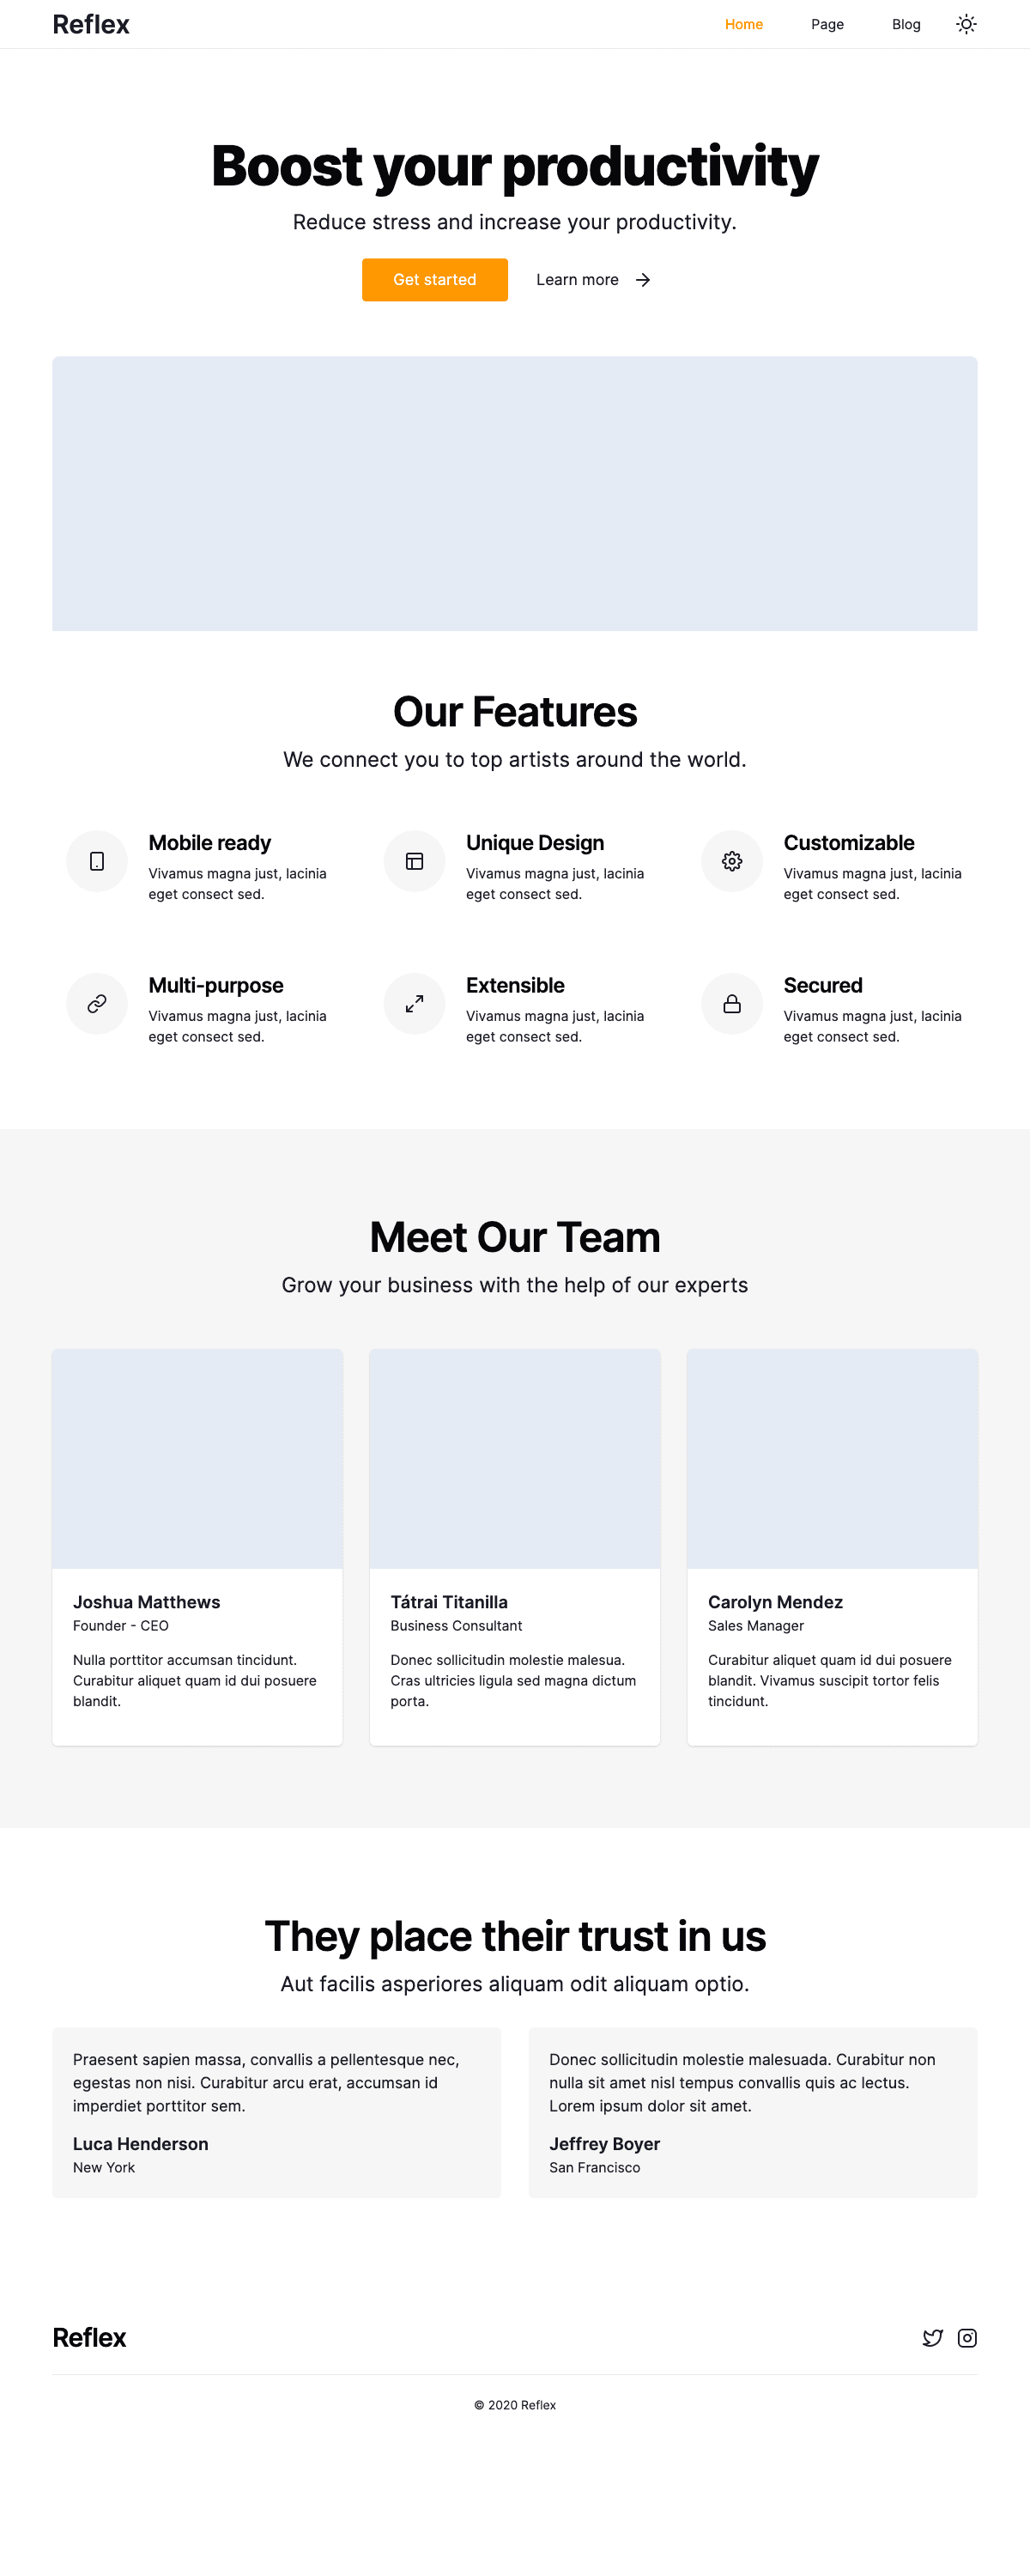 Reflex
Home
Page
Blog
Boost your productivity
Reduce stress and increase your productivity.
Get started
Learn more
Our Features
We connect you to top artists around the world.
Mobile ready
Vivamus magna just, lacinia
eget consect sed.
Unique Design
Vivamus magna just, lacinia
eget consect sed.
Customizable
Vivamus magna just, lacinia
eget consect sed.
Multi-purpose
Vivamus magna just, lacinia
eget consect sed.
Extensible
Vivamus magna just, lacinia
eget consect sed.
Secured
Vivamus magna just, lacinia
eget consect sed.
Meet Our Team
Grow your business with the help of our experts
Joshua Matthews
Founder - CEO
Nulla porttitor accumsan tincidunt.
Curabitur aliquet quam id dui posuere
blandit.
Tátrai Titanilla
Business Consultant
Donec sollicitudin molestie malesua.
Cras ultricies ligula sed magna dictum
porta.
Carolyn Mendez
Sales Manager
Curabitur aliquet quam id dui posuere
blandit. Vivamus suscipit tortor felis
tincidunt.
They place their trust in us
Aut facilis asperiores aliquam odit aliquam optio.
Praesent sapien massa, convallis a pellentesque nec,
egestas non nisi. Curabitur arcu erat, accumsan id
imperdiet porttitor sem.
Luca Henderson
New York
Donec sollicitudin molestie malesuada. Curabitur non
nulla sit amet nisl tempus convallis quis ac lectus.
Lorem ipsum dolor sit amet.
Jeffrey Boyer
San Francisco
Reflex
© 2020 Reflex